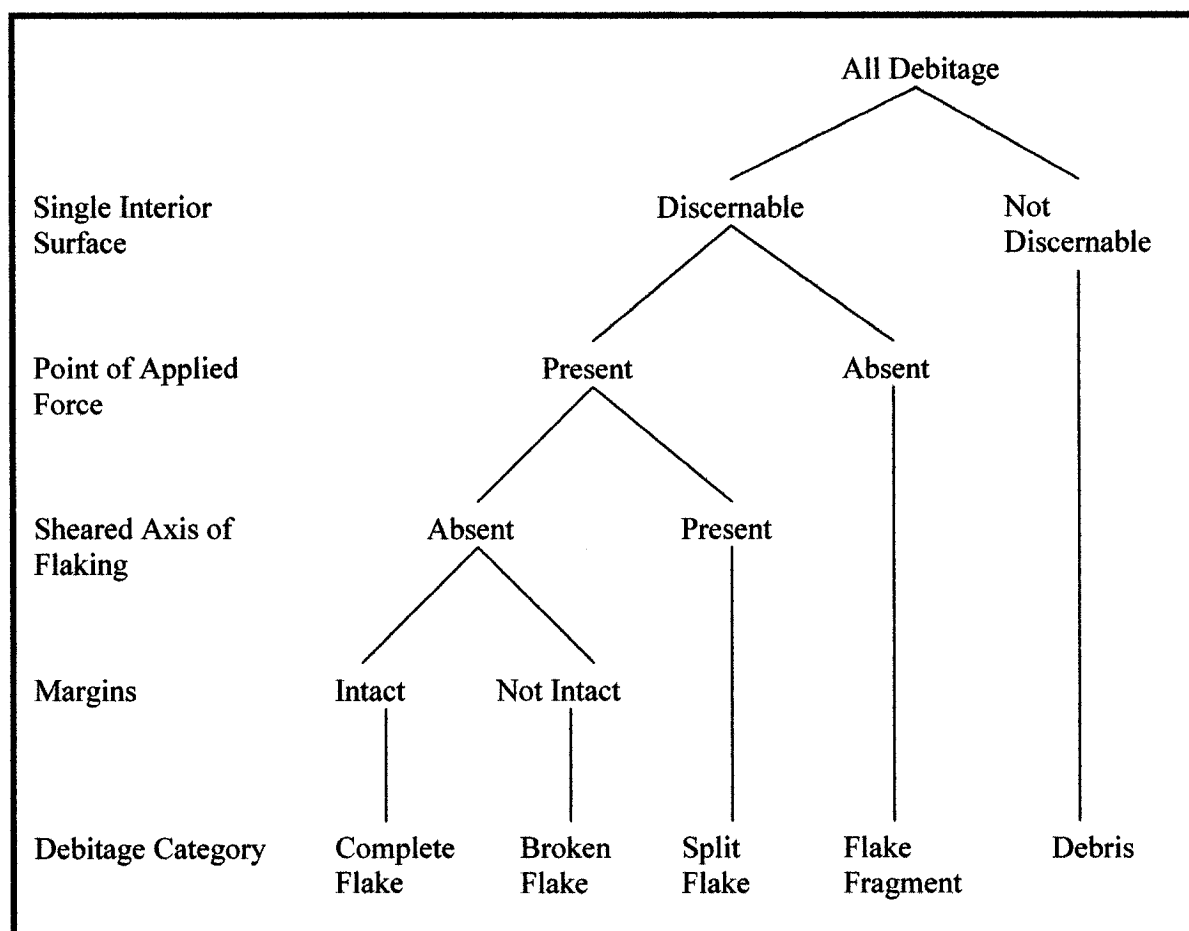 All Debitage
Single Interior
Surface
Discernable
Not
Discernable
Point of Applied
Force
Present
Absent
Sheared Axis of
Flaking
Absent
Present
Margins
Intact
Not Intact
Debitage Category
Complete
Flake
Broken
Flake
Split
Flake
Flake
Fragment
Debris